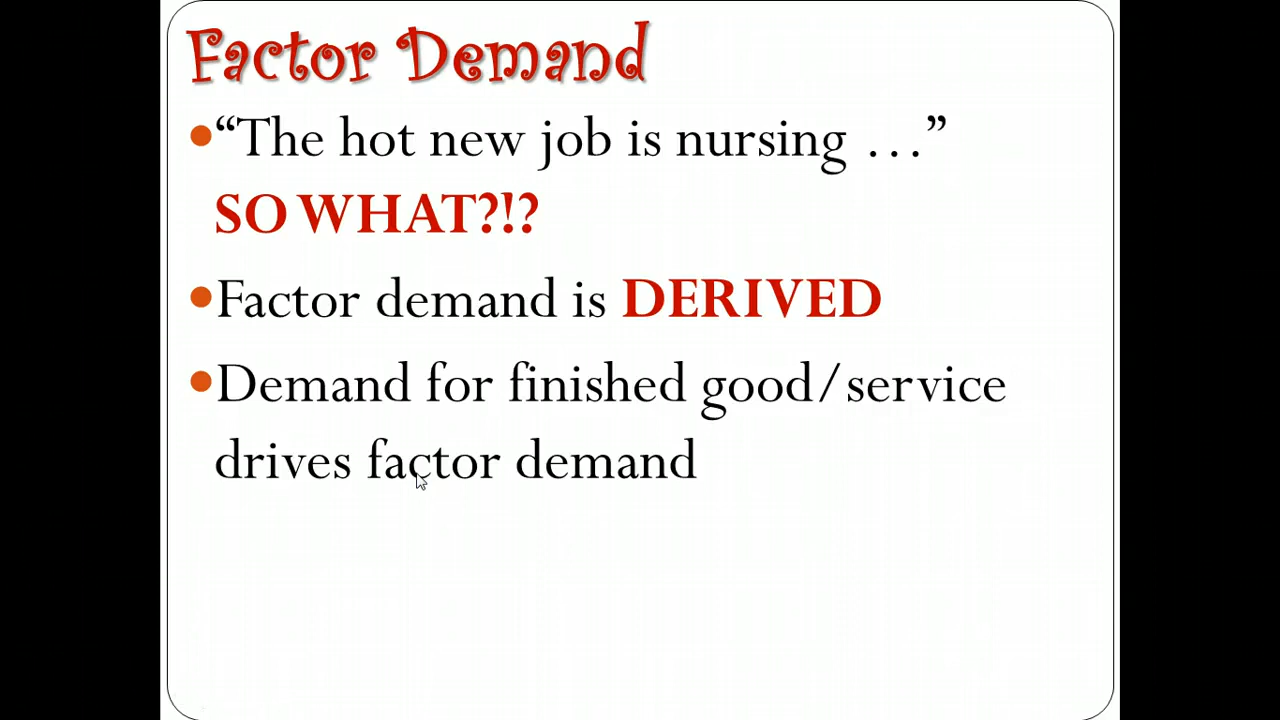 Factor Demand
“The hot new job is nursing …”
SO WHAT?!?
Factor demand is DERIVED
Demand for finished good/service
drives factor demand